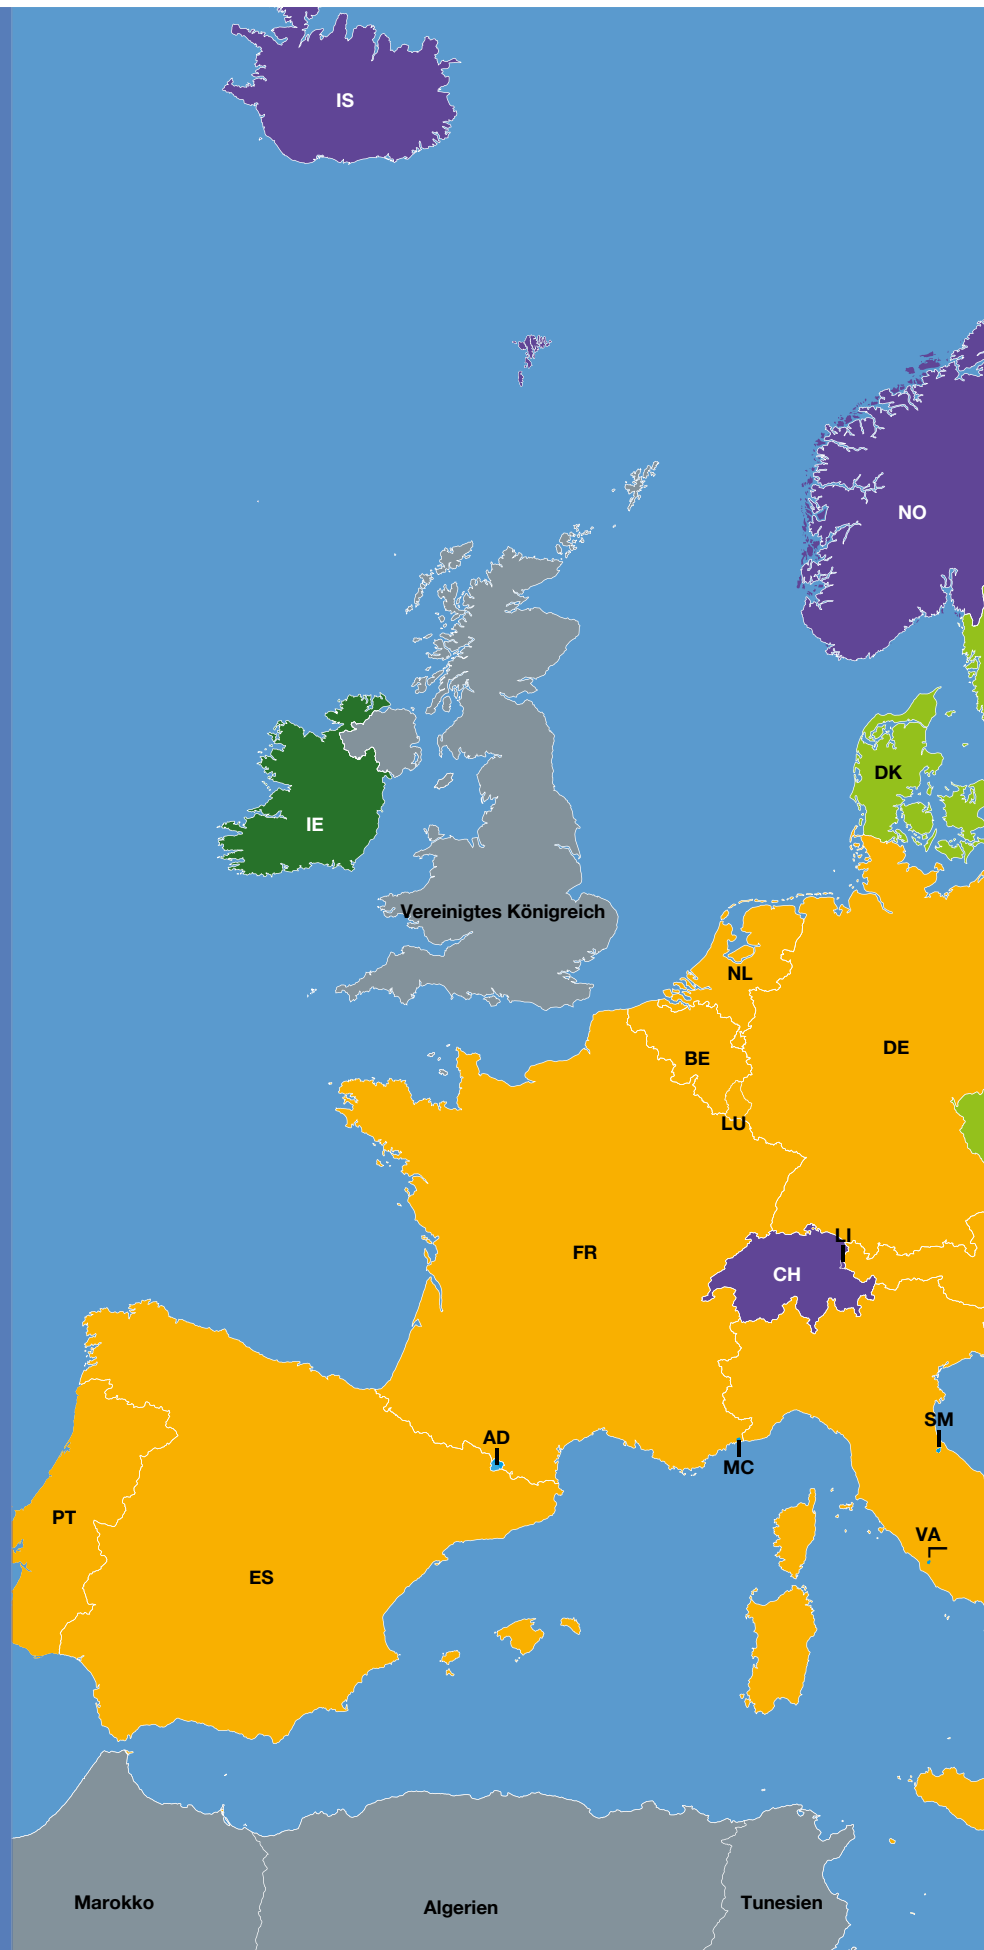 IS
NO
DK
IE
Vereinigtes Königreich
NL
DE
BE
LU
LI
FR
CH
SM
AD
MC
PT
VA
ES
Marokko
Algerien
Tunesien